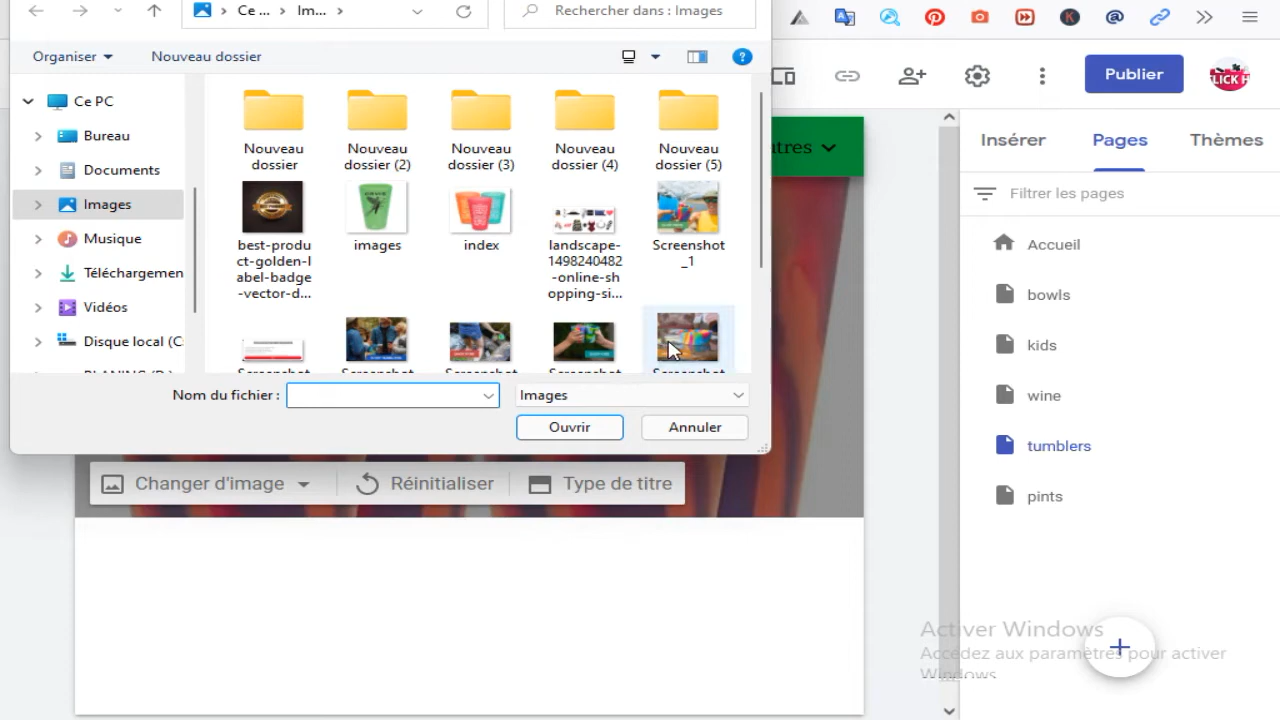 Ce ... > Im... >
Rechercher dans : Images
Organiser
Nouveau dossier
Ce PC
Bureau
Documents
Images
Musique
Téléchargemen
Vidéos
Disque local (C:
Nouveau dossier
Nouveau dossier (2)
Nouveau dossier (3)
Nouveau dossier (4)
Nouveau dossier (5)
best-produ
ct-golden-l
abel-badge
-vector-d...
images
index
landscape-
1498240482
-online-sh
opping-si...
Screenshot
_1
Nom du fichier :
Images
Ouvrir
Annuler
Changer d'image
Réinitialiser
Type de titre
Publier
Insérer
Pages
Thèmes
Filtrer les pages
Accueil
bowls
kids
wine
tumblers
pints
Activer Windows
Accédez aux paramètres pour activer
Windows.